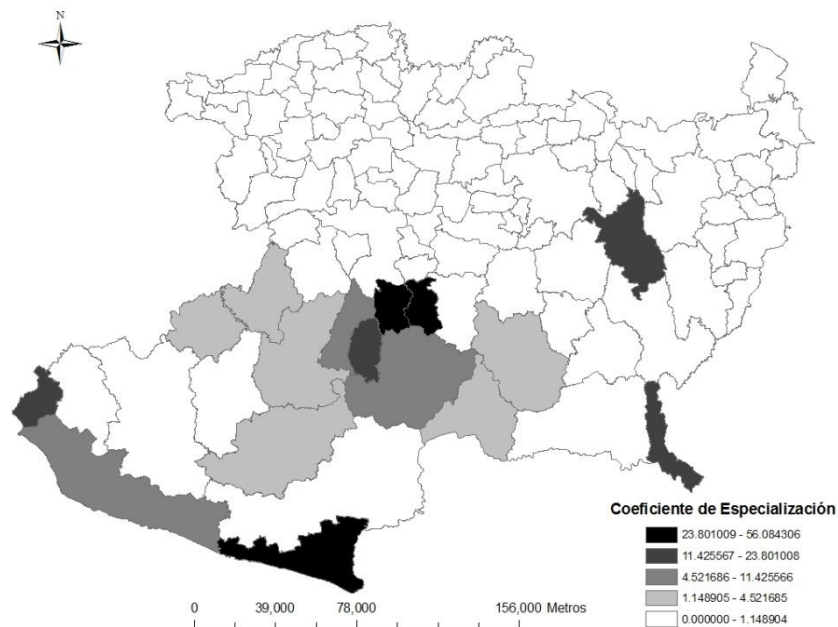 N
Coeficiente de Especialización
23.801009 - 56.084306
11.425567 - 23.801008
4.521686 - 11.425566
1.148905 - 4.521685
0.000000 - 1.148904
0 39,000 78,000 156,000 Metros